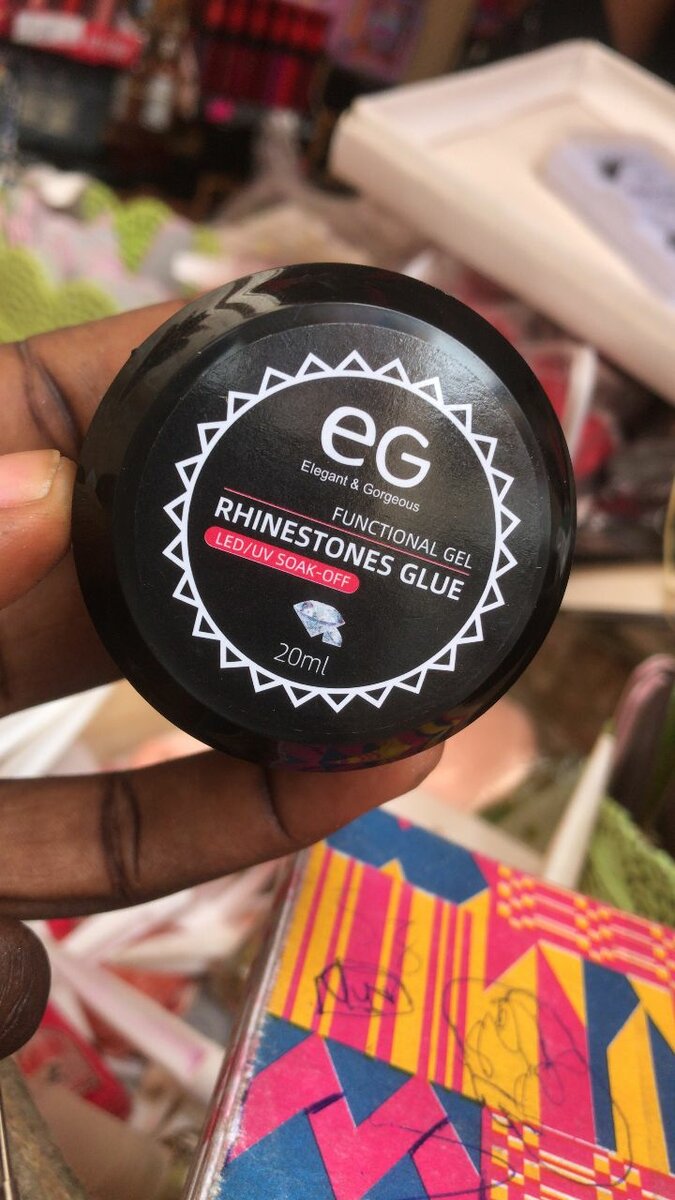 eG
Elegant & Gorgeous
FUNCTIONAL GEL
RHINESTONES GLUE
LED/UV SOAK-OFF
20ml